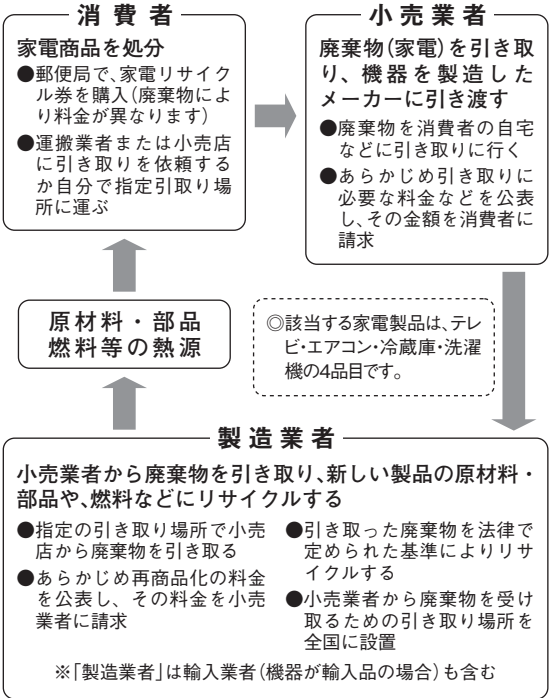 消費者
家電商品を処分
●郵便局で、家電リサイク
ル券を購入(廃棄物によ
り料金が異なります)
●運搬業者または小売店
に引き取りを依頼する
か自分で指定引取り場
所に運ぶ
小売業者
廃棄物(家電)を引き取
り、機器を製造した
メーカーに引き渡す
●廃棄物を消費者の自宅
などに引き取りに行く
●あらかじめ引き取りに
必要な料金などを公表
し、その金額を消費者に
請求
原材料・部品
燃料等の熱源
◎該当する家電製品は、テレ
ビ・エアコン・冷蔵庫・洗濯
機の4品目です。
製造業者
小売業者から廃棄物を引き取り、新しい製品の原材料・
部品や、燃料などにリサイクルする
●指定の引き取り場所で小売
店から廃棄物を引き取る
●あらかじめ再商品化の料金
を公表し、その料金を小売
業者に請求
●引き取った廃棄物を法律で
定められた基準によりリサ
イクルする
●小売業者から廃棄物を受け
取るための引き取り場所を
全国に設置
※「製造業者」は輸入業者(機器が輸入品の場合)も含む